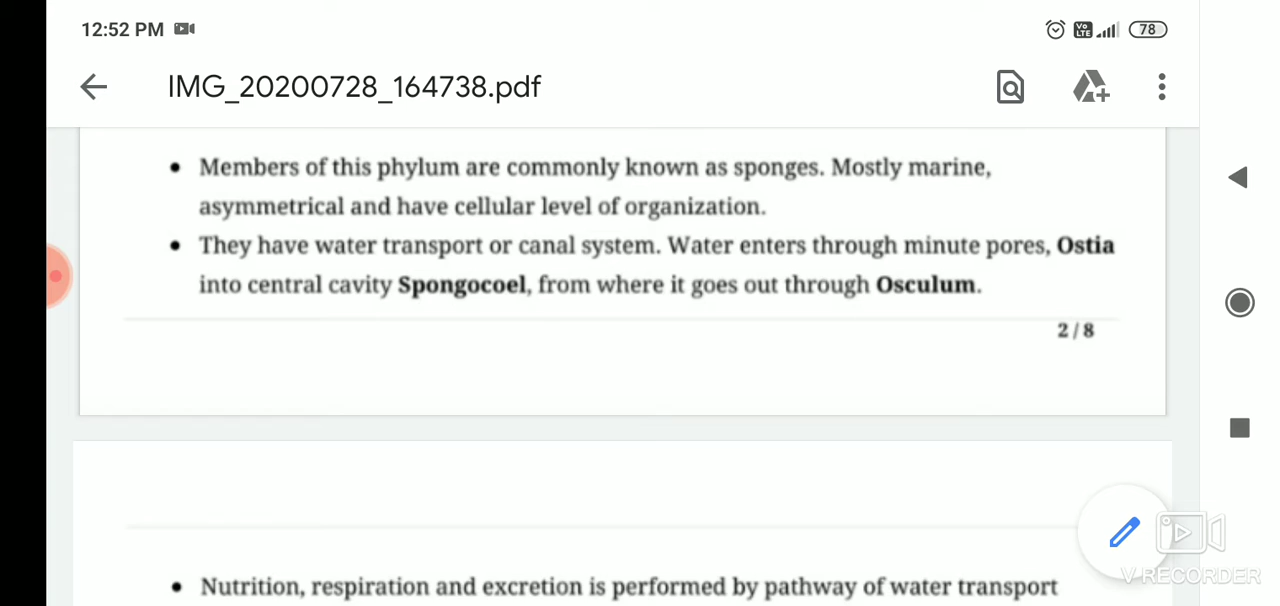 12:52 PM
Vo LTE
78
IMG_20200728_164738.pdf
• Members of this phylum are commonly known as sponges. Mostly marine,
asymmetrical and have cellular level of organization.
• They have water transport or canal system. Water enters through minute pores, Ostia
into central cavity Spongocoel, from where it goes out through Osculum.
2 / 8
• Nutrition, respiration and excretion is performed by pathway of water transport
V RECORDER